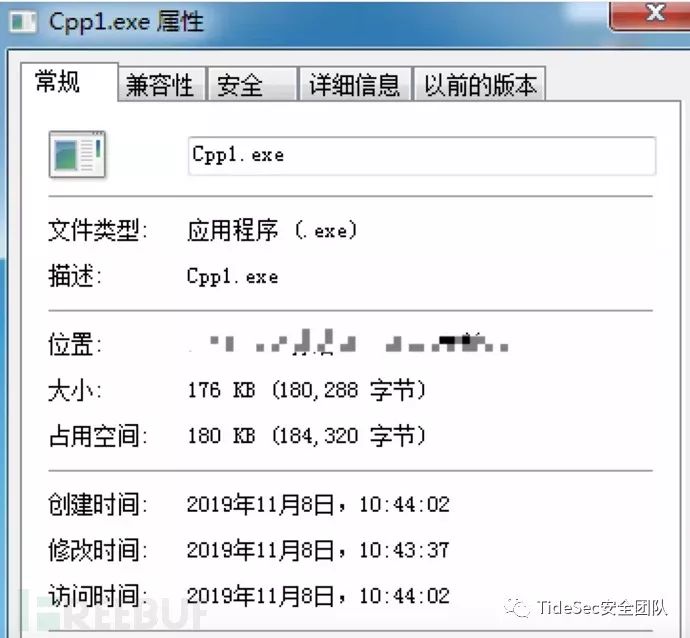 Cpp1.exe 属性
常规 兼容性 安全 详细信息 以前的版本
Cpp1.exe
文件类型: 应用程序 (.exe)
描述: Cpp1.exe
位置:
大小: 176 KB (180,288 字节)
占用空间: 180 KB (184,320 字节)
创建时间: 2019年11月8日，10:44:02
修改时间: 2019年11月8日，10:43:37
访问时间: 2019年11月8日，10:44:02
FREEBUF TideSec安全团队